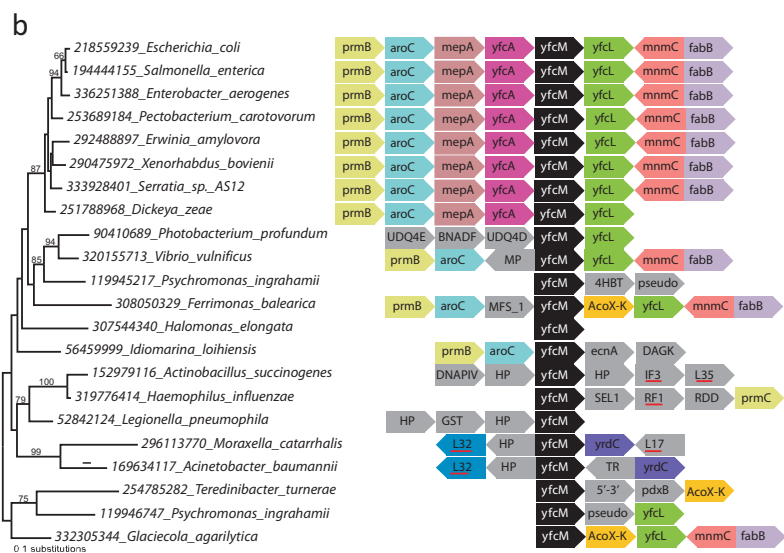 b
218559239_Escherichia_coli prmB aroC mepA yfcA yfcM yfcL mnmC fabB
66
194444155_Salmonella_enterica prmB aroC mepA yfcA yfcM yfcL mnmC fabB
94
336251388_Enterobacter_aerogenes prmB aroC mepA yfcA yfcM yfcL mnmC fabB
253689184_Pectobacterium_carotovorum prmB aroC mepA yfcA yfcM yfcL mnmC fabB
292488897_Erwinia_amylovora prmB aroC mepA yfcA yfcM yfcL mnmC fabB
87
290475972_Xenorhabdus_bovienii prmB aroC mepA yfcA yfcM yfcL mnmC fabB
333928401_Serratia_sp._AS12 prmB aroC mepA yfcA yfcM yfcL mnmC fabB
251788968_Dickeya_zeae prmB aroC mepA yfcA yfcM yfcL
90410689_Photobacterium_profundum UDQ4E BNADF UDQ4D yfcM yfcL
94
320155713_Vibrio_vulnificus prmB aroC MP yfcM yfcL mnmC fabB
85
119945217_Psychromonas_ingrahamii yfcM 4HBT pseudo
308050329_Ferrimonas_balearica prmB aroC MFS_1 yfcM AcoX-K yfcL mnmC fabB
307544340_Halomonas_elongata yfcM
56459999_Idiomarina_loihiensis prmB aroC yfcM ecnA DAGK
152979116_Actinobacillus_succinogenes DNAPIV HP yfcM HP IF3 L35
100
319776414_Haemophilus_influenzae yfcM SEL1 RF1 RDD prmC
79
52842124_Legionella_pneumophila HP GST HP yfcM
296113770_Moraxella_catarrhalis L32 HP yfcM yrdC L17
99
169634117_Acinetobacter_baumannii L32 HP yfcM TR yrdC
254785282_Teredinibacter_turnerae yfcM 5'-3' pdxB AcoX-K
75
119946747_Psychromonas_ingrahamii yfcM pseudo yfcL
332305344_Glaciecola_agarilytica yfcM AcoX-K yfcL mnmC fabB
0.1 substitutions